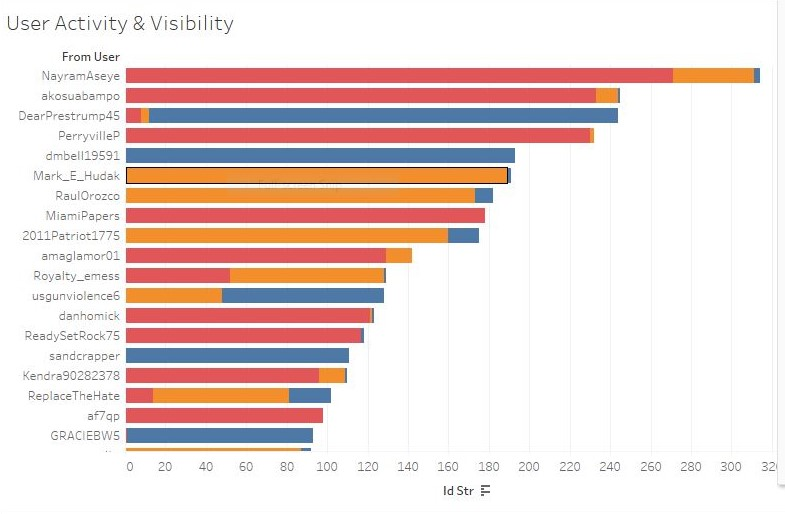 User Activity & Visibility
From User
NayramAseye
akosuabampo
DearPrestrump45
PerryvilleP
dmbell19591
Mark_E_Hudak
RaulOrozco
MiamiPapers
2011Patriot1775
amaglamor01
Royalty_emess
usgunviolence6
danhomick
ReadySetRock75
sandcrapper
Kendra90282378
ReplaceTheHate
af7qp
GRACIEBW5
0 20 40 60 80 100 120 140 160 180 200 220 240 260 280 300
Id Str